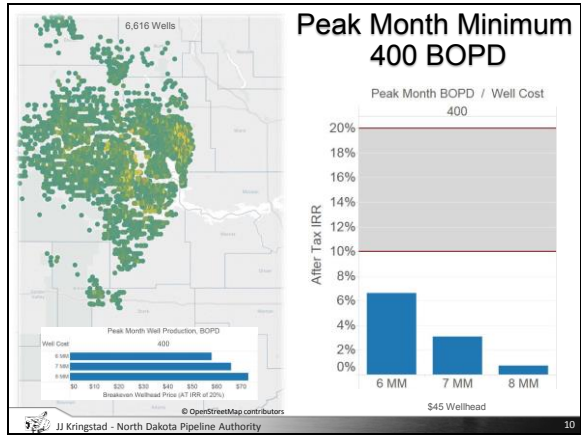 Peak Month Minimum
400 BOPD
6,616 Wells
Peak Month Well Production, BOPD
Well Cost
400
6 MM
7 MM
8 MM
$0 $10 $20 $30 $40 $50 $60 $70
Breakeven Wellhead Price (AT IRR of 20%)
© OpenStreetMap contributors
Peak Month BOPD / Well Cost
400
After Tax IRR
20%
18%
16%
14%
12%
10%
8%
6%
4%
2%
0%
6 MM 7 MM 8 MM
$45 Wellhead
JJ Kringstad - North Dakota Pipeline Authority
10